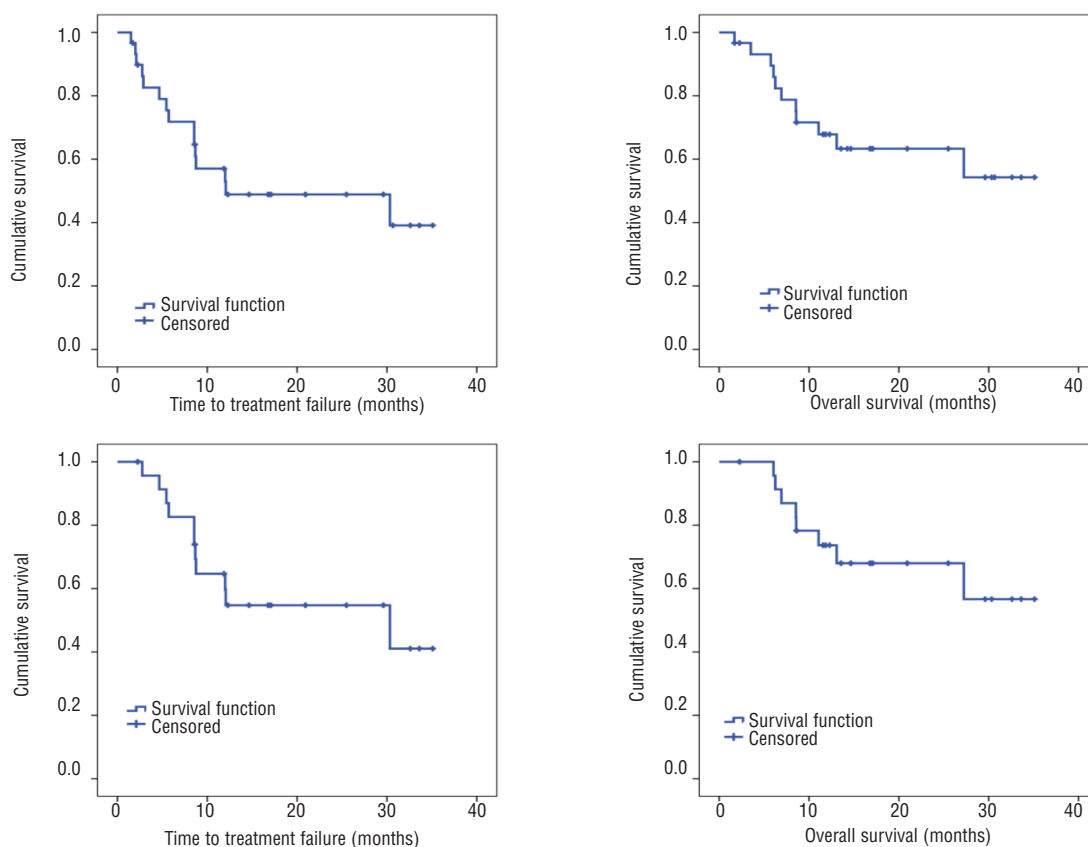 1.0
0.8
0.6
0.4
0.2
0.0
Cumulative survival
Survival function
Censored
0 10 20 30 40
Time to treatment failure (months)
1.0
0.8
0.6
0.4
0.2
0.0
Cumulative survival
Survival function
Censored
0 10 20 30 40
Overall survival (months)
1.0
0.8
0.6
0.4
0.2
0.0
Cumulative survival
Survival function
Censored
0 10 20 30 40
Time to treatment failure (months)
1.0
0.8
0.6
0.4
0.2
0.0
Cumulative survival
Survival function
Censored
0 10 20 30 40
Overall survival (months)